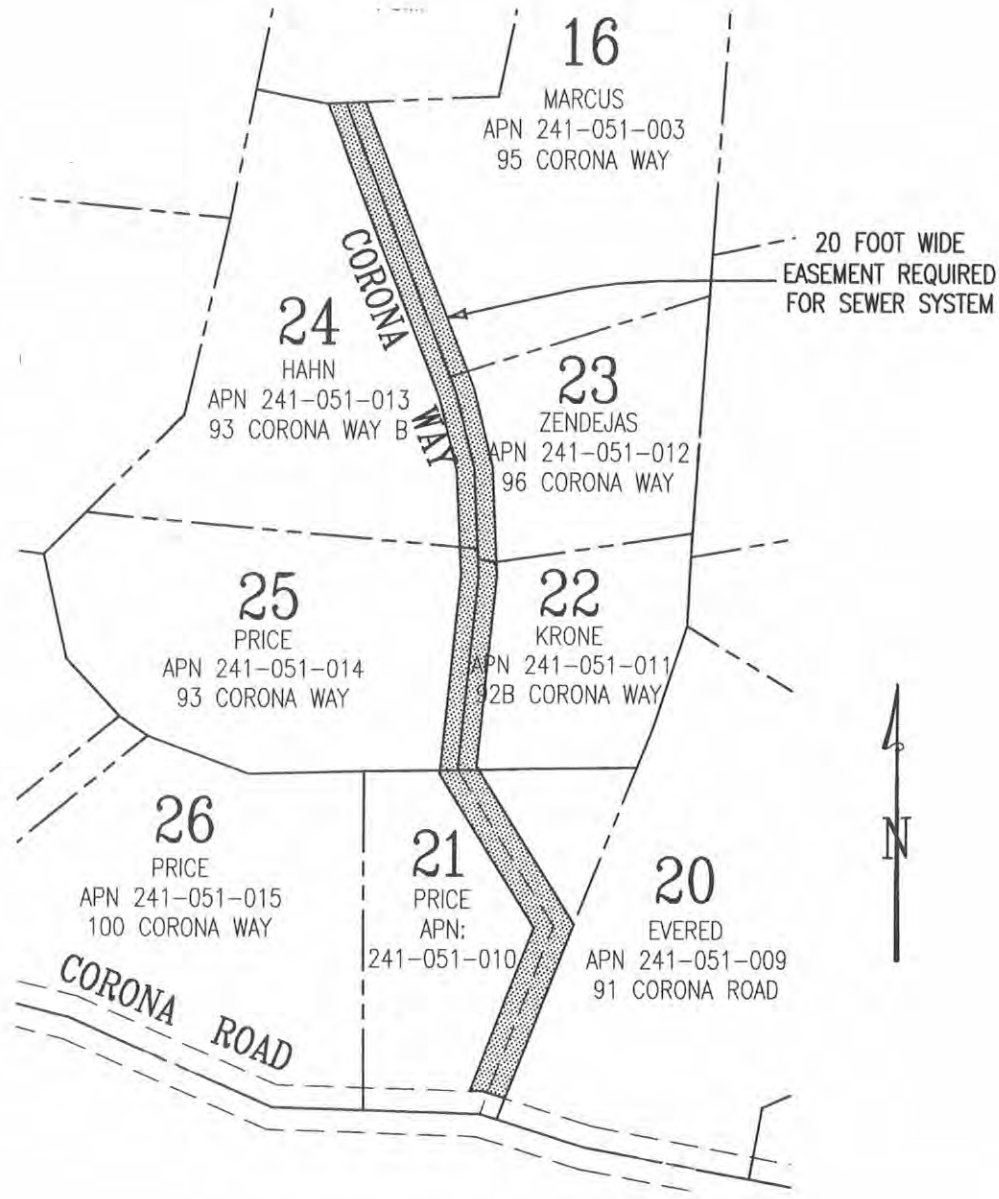 16
MARCUS
APN 241-051-003
95 CORONA WAY
20 FOOT WIDE
EASEMENT REQUIRED
FOR SEWER SYSTEM
CORONA WAY
24
HAHN
APN 241-051-013
93 CORONA WAY B
23
ZENDEJAS
APN 241-051-012
96 CORONA WAY
25
PRICE
APN 241-051-014
93 CORONA WAY
22
KRONE
APN 241-051-011
92B CORONA WAY
26
PRICE
APN 241-051-015
100 CORONA WAY
21
PRICE
APN:
241-051-010
20
EVERED
APN 241-051-009
91 CORONA ROAD
N
CORONA ROAD